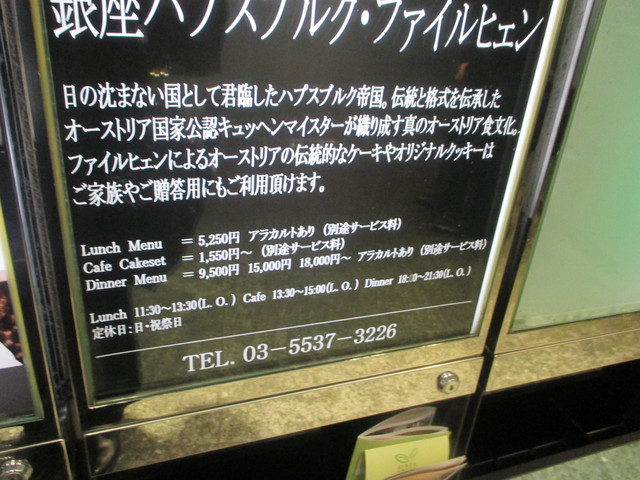 銀座ハプスブルク・ファイルヒェン
日の沈まない国として君臨したハプスブルク帝国。伝統と格式を伝承した
オーストリア国家公認キュッヘンマイスターが織り成す真のオーストリア食文化。
ファイルヒェンによるオーストリアの伝統的なケーキやオリジナルクッキーは
ご家族やご贈答用にもご利用頂けます。
Lunch Menu = 5,250円 アラカルトあり (別途サービス料)
Cafe Cakeset = 1,550円～ (別途サービス料)
Dinner Menu = 9,500円 15,000円 18,000円～ アラカルトあり (別途サービス料)
Lunch 11:30～13:30(L.O.) Cafe 13:30～15:00(L.O.) Dinner 18:30～21:30(L.O.)
定休日:日・祝祭日
TEL. 03-5537-3226